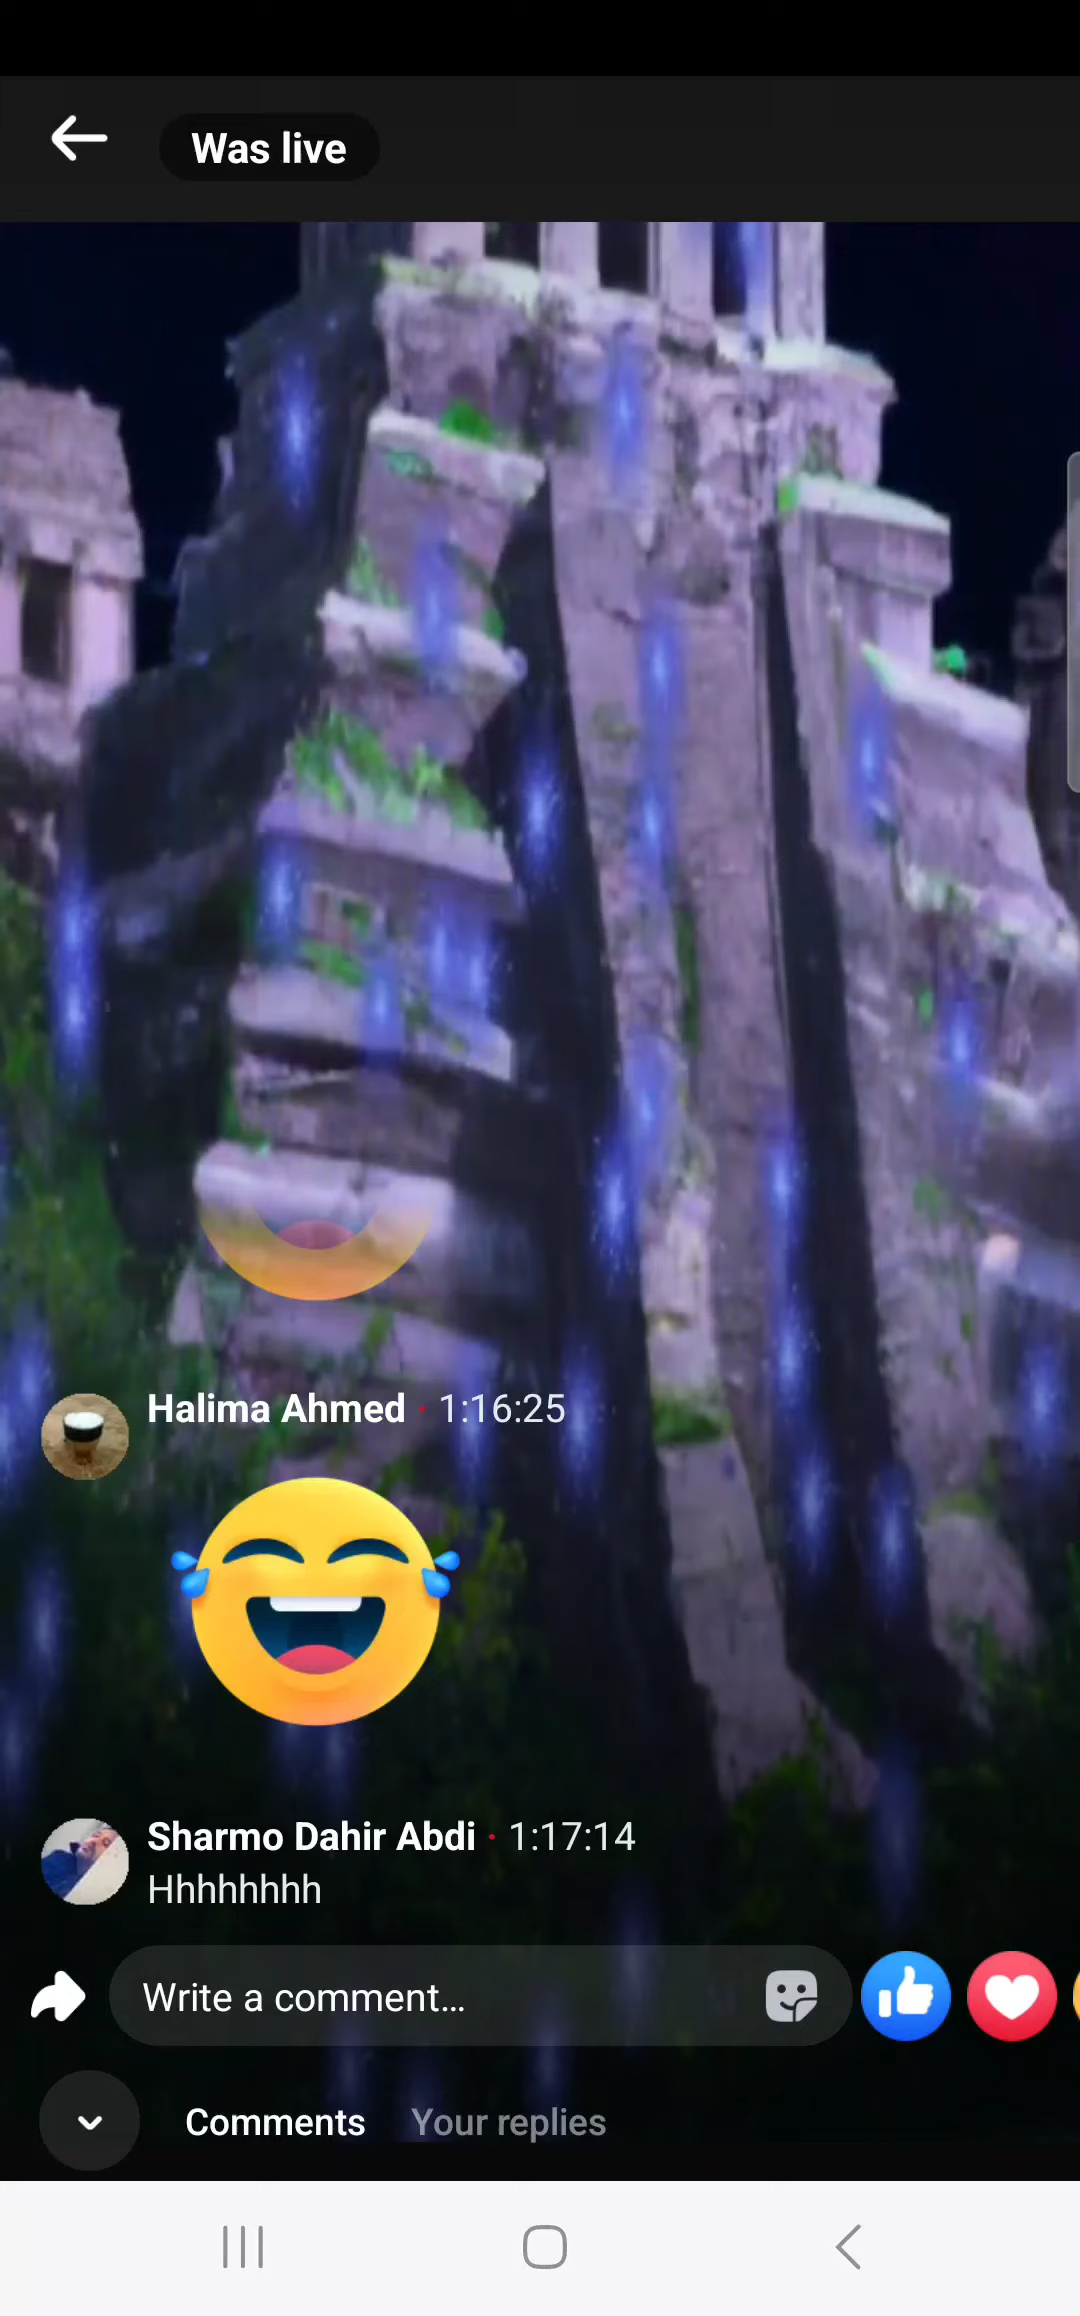 Was live
Halima Ahmed · 1:16:25
Sharmo Dahir Abdi · 1:17:14
Hhhhhhhh
Write a comment...
Comments Your replies